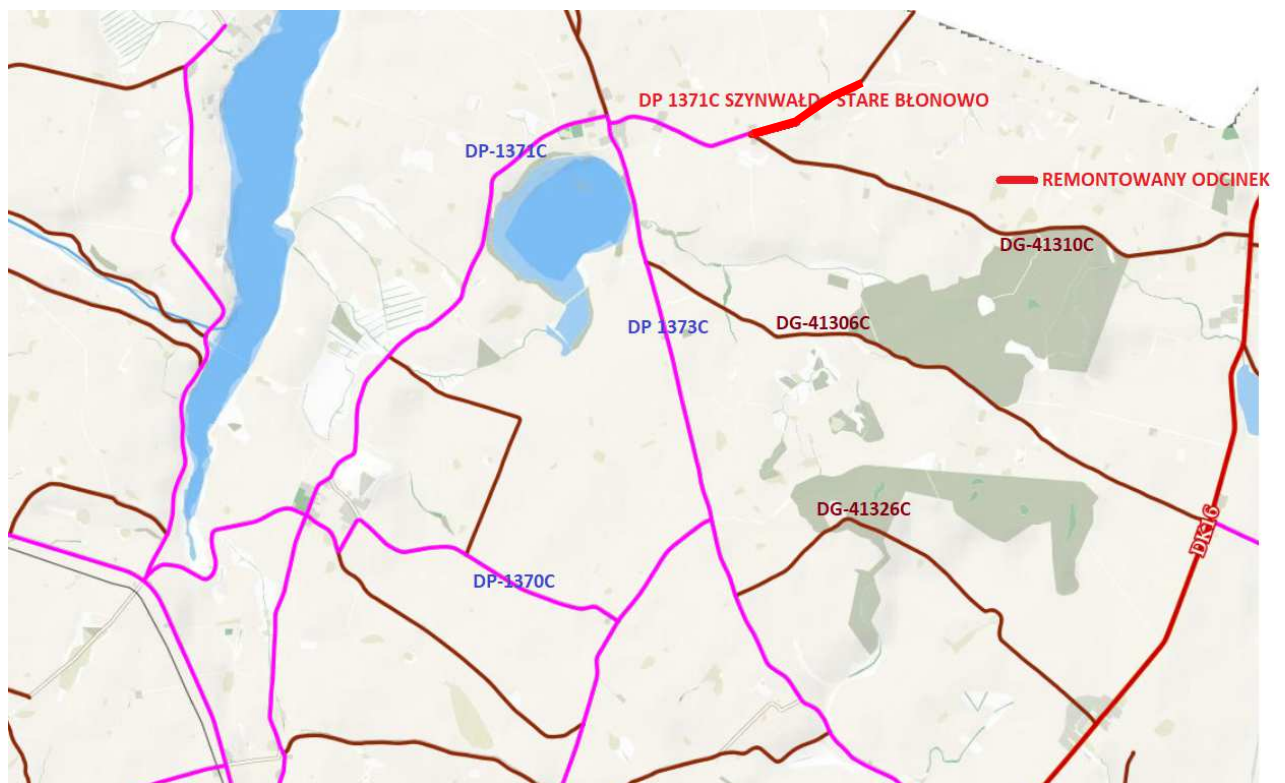 DP 1371C SZYNWAŁD - STARE BŁONOWO
DP-1371C
REMONTOWANY ODCINEK
DG-41310C
DG-41306C
DP 1373C
DG-41326C
DK16
DP-1370C